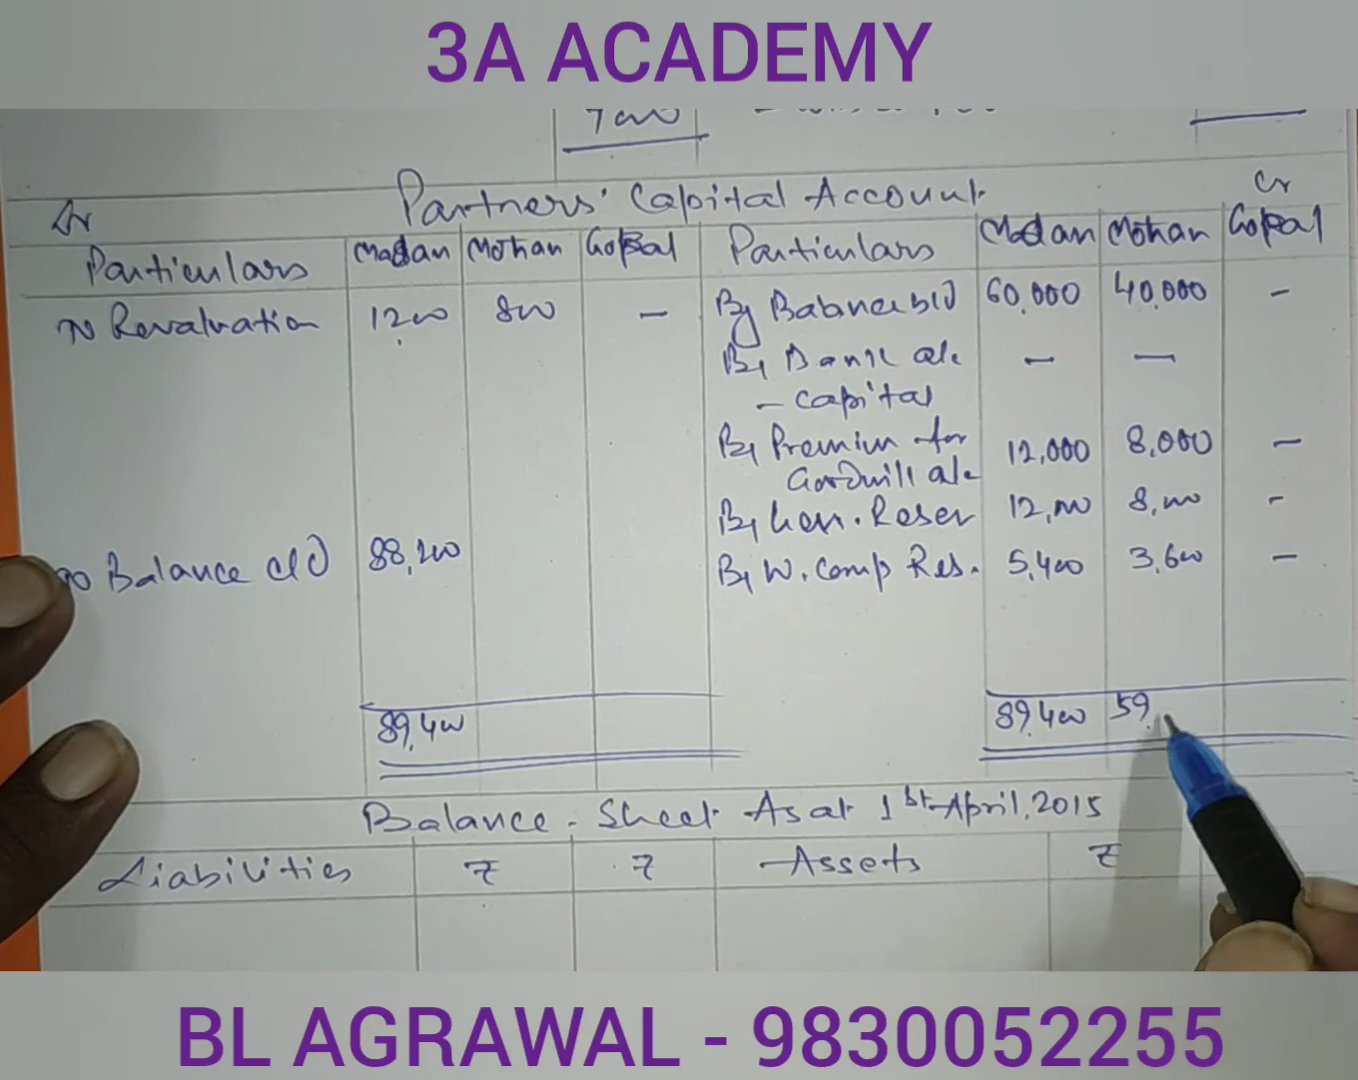 3A ACADEMY
Dr Partners' Capital Account Cr
Particulars Madan Mohan Gopal Particulars Madan Mohan Gopal
To Revaluation 1200 800 — By Balance b/d 60,000 40,000 —
By Bank a/c — —
- Capital
By Premium for 12,000 8,000 —
Goodwill a/c
By Gen. Reser 12,000 8,000 -
To Balance c/d 88,200 By W. Comp Res. 5,400 3,600 —
89,400 89,400 59,
Balance-Sheet As at 1st April, 2015
Liabilities ₹ ₹ Assets ₹
BL AGRAWAL - 9830052255